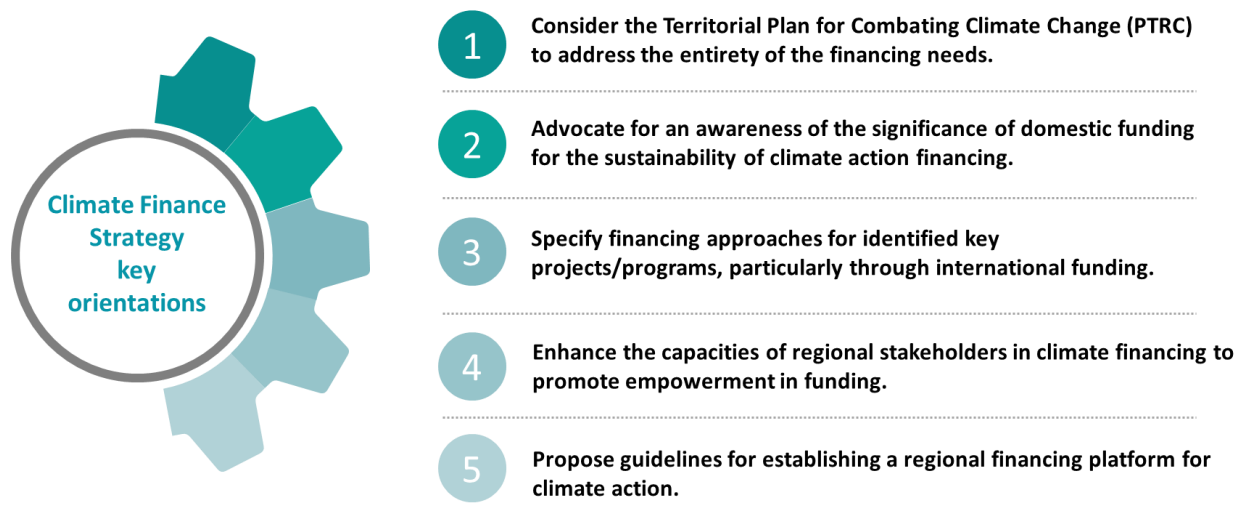 Climate Finance
Strategy
key
orientations
1
Consider the Territorial Plan for Combating Climate Change (PTRC)
to address the entirety of the financing needs.
2
Advocate for an awareness of the significance of domestic funding
for the sustainability of climate action financing.
3
Specify financing approaches for identified key
projects/programs, particularly through international funding.
4
Enhance the capacities of regional stakeholders in climate financing to
promote empowerment in funding.
5
Propose guidelines for establishing a regional financing platform for
climate action.